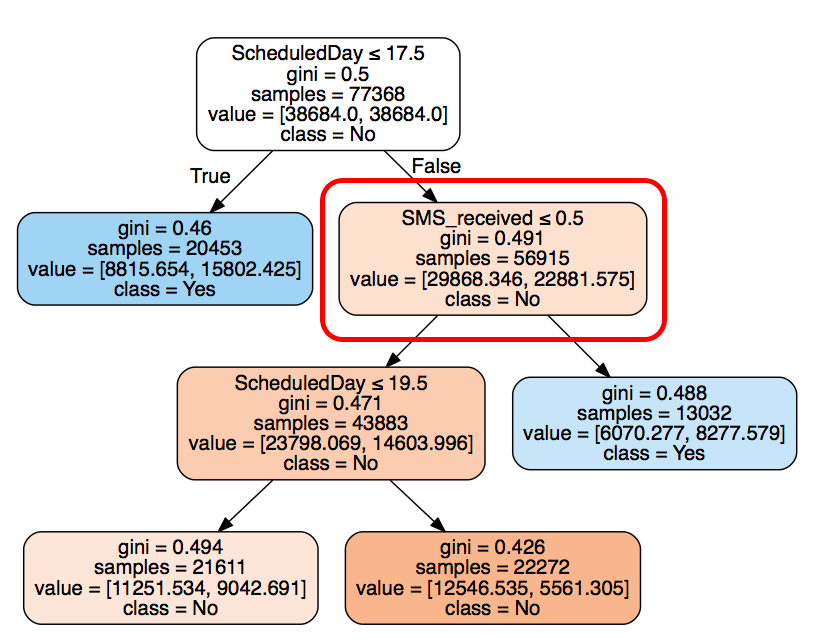 ScheduledDay ≤ 17.5
gini = 0.5
samples = 77368
value = [38684.0, 38684.0]
class = No
True
False
gini = 0.46
samples = 20453
value = [8815.654, 15802.425]
class = Yes
SMS_received ≤ 0.5
gini = 0.491
samples = 56915
value = [29868.346, 22881.575]
class = No
ScheduledDay ≤ 19.5
gini = 0.471
samples = 43883
value = [23798.069, 14603.996]
class = No
gini = 0.488
samples = 13032
value = [6070.277, 8277.579]
class = Yes
gini = 0.494
samples = 21611
value = [11251.534, 9042.691]
class = No
gini = 0.426
samples = 22272
value = [12546.535, 5561.305]
class = No